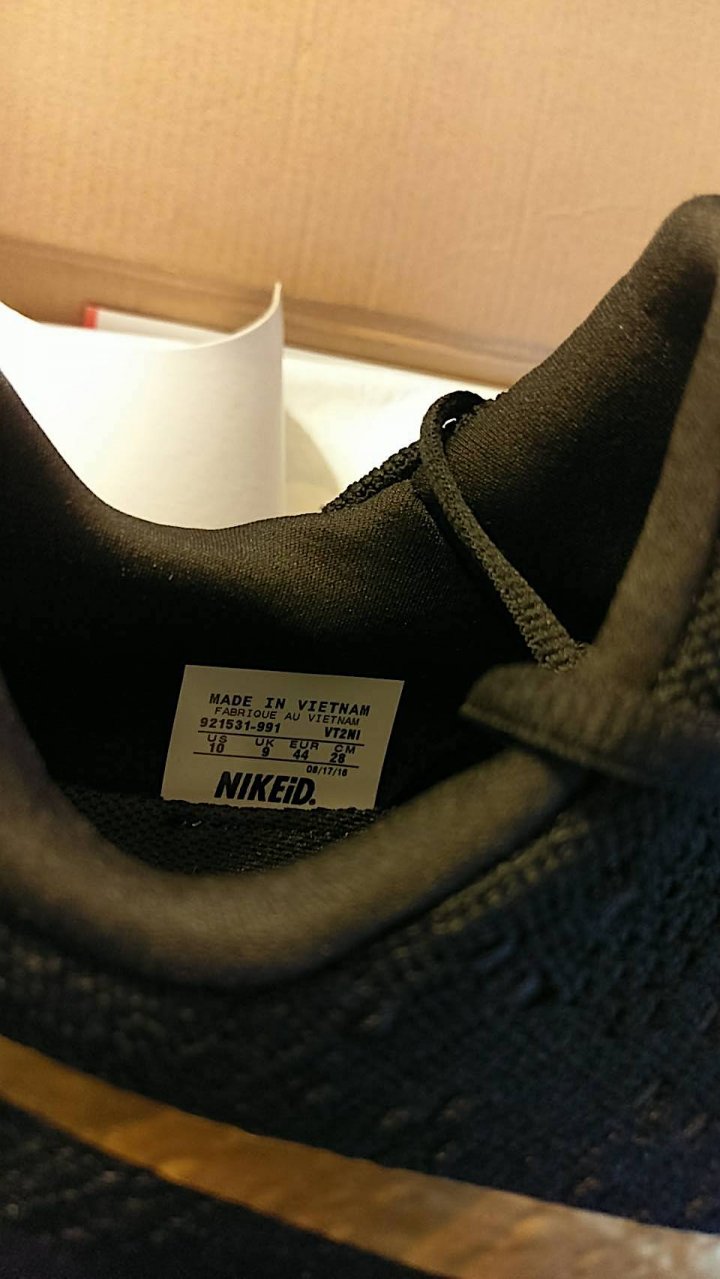 MADE IN VIETNAM
FABRIQUE AU VIETNAM
921531-991 VT2NI
US UK EUR CM
10 9 44 28
08/17/16
NIKEiD.